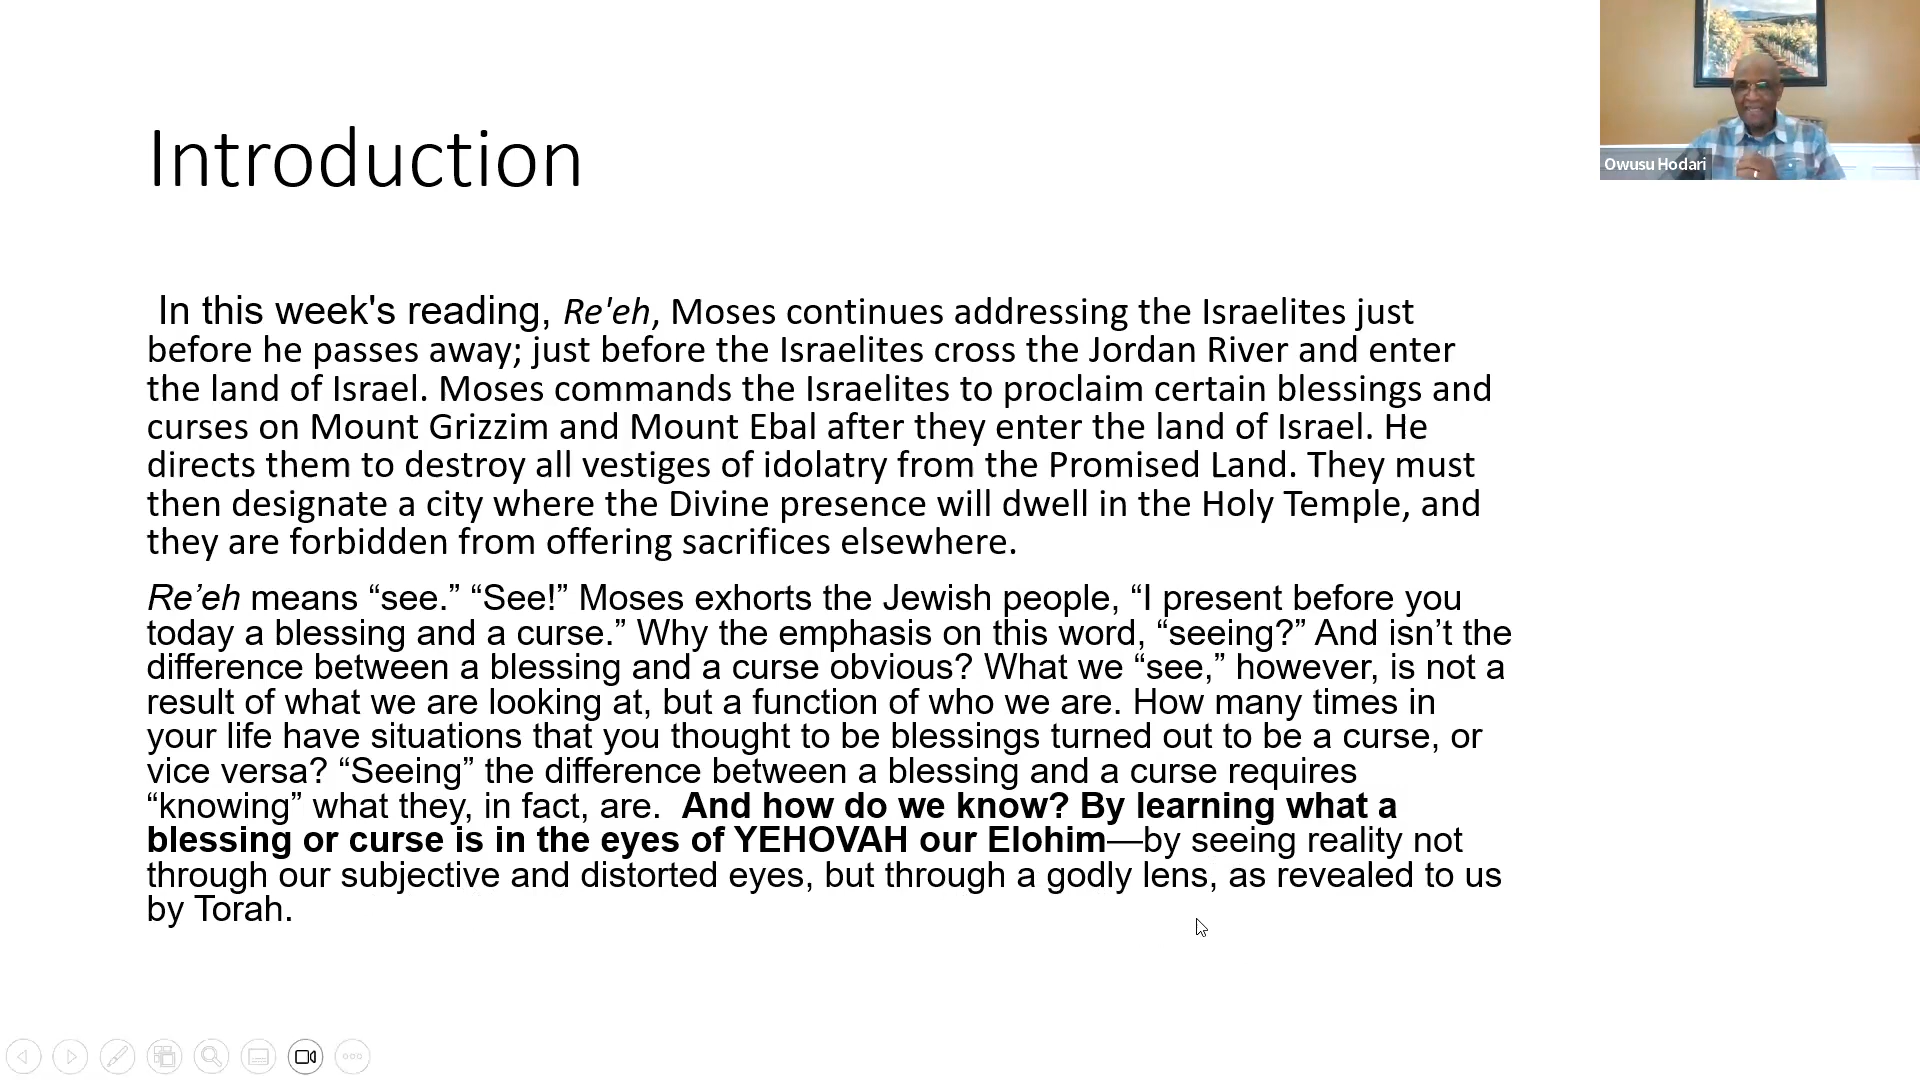 Introduction
Owusu Hodari
In this week's reading, Re'eh, Moses continues addressing the Israelites just
before he passes away; just before the Israelites cross the Jordan River and enter
the land of Israel. Moses commands the Israelites to proclaim certain blessings and
curses on Mount Grizzim and Mount Ebal after they enter the land of Israel. He
directs them to destroy all vestiges of idolatry from the Promised Land. They must
then designate a city where the Divine presence will dwell in the Holy Temple, and
they are forbidden from offering sacrifices elsewhere.
Re’eh means “see.” “See!” Moses exhorts the Jewish people, “I present before you
today a blessing and a curse.” Why the emphasis on this word, “seeing?” And isn’t the
difference between a blessing and a curse obvious? What we “see,” however, is not a
result of what we are looking at, but a function of who we are. How many times in
your life have situations that you thought to be blessings turned out to be a curse, or
vice versa? “Seeing” the difference between a blessing and a curse requires
“knowing” what they, in fact, are. And how do we know? By learning what a
blessing or curse is in the eyes of YEHOVAH our Elohim—by seeing reality not
through our subjective and distorted eyes, but through a godly lens, as revealed to us
by Torah.